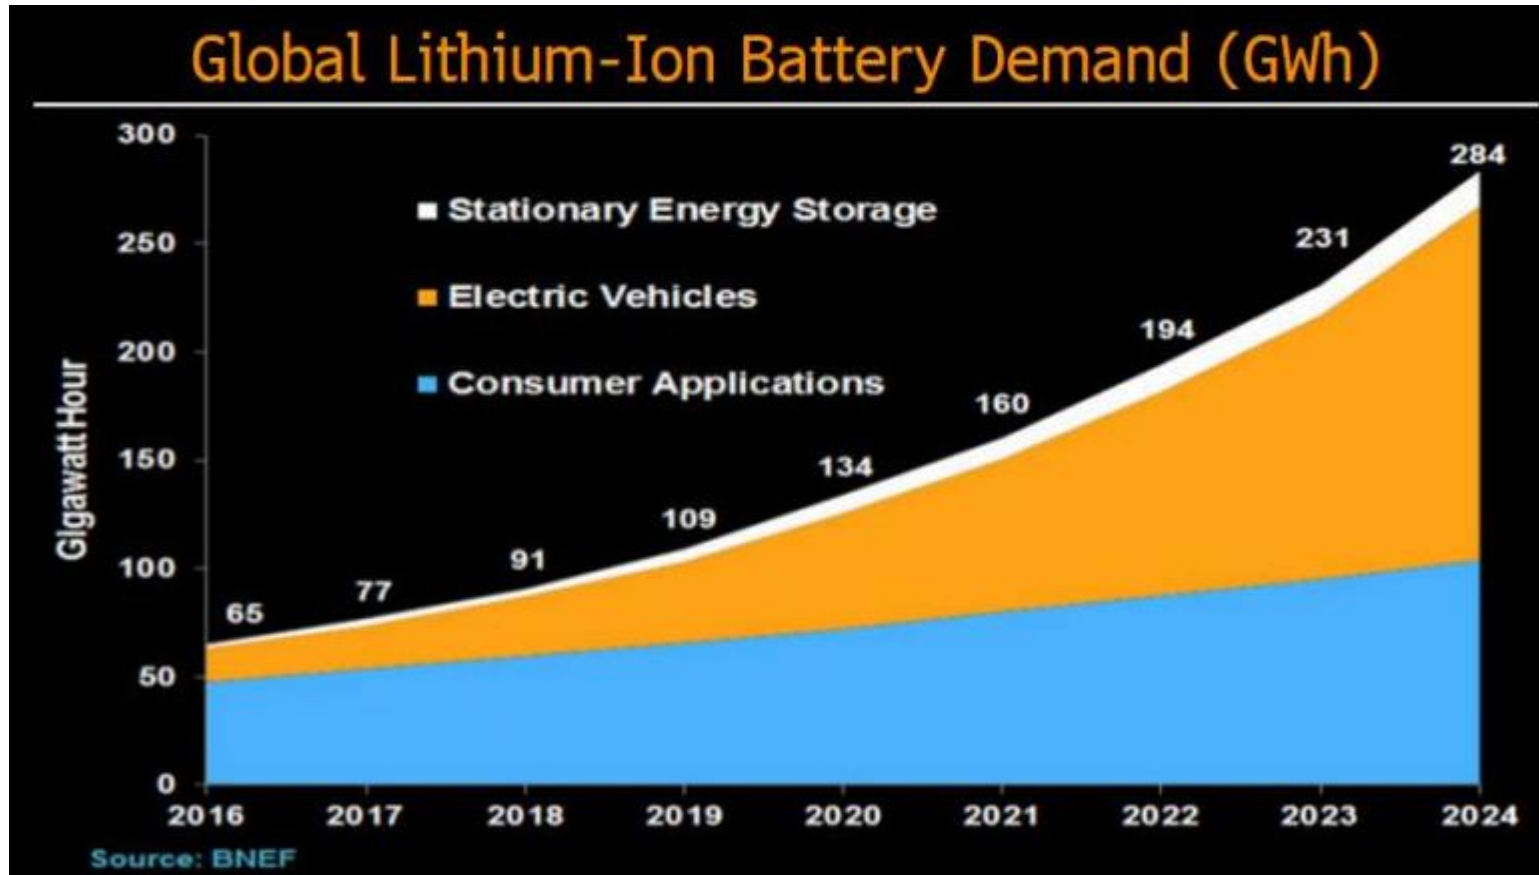 Global Lithium-Ion Battery Demand (GWh)
300
250
200
150
100
50
0
Gigawatt Hour
Stationary Energy Storage
Electric Vehicles
Consumer Applications
65
77
91
109
134
160
194
231
284
2016 2017 2018 2019 2020 2021 2022 2023 2024
Source: BNEF